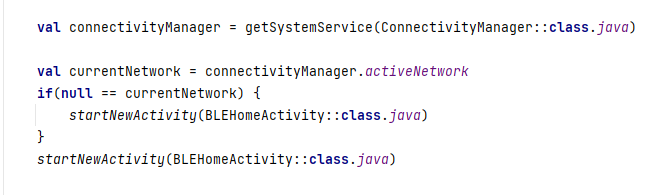 val connectivityManager = getSystemService(ConnectivityManager::class.java)
val currentNetwork = connectivityManager.activeNetwork
if(null == currentNetwork) {
startNewActivity(BLEHomeActivity::class.java)
}
startNewActivity(BLEHomeActivity::class.java)